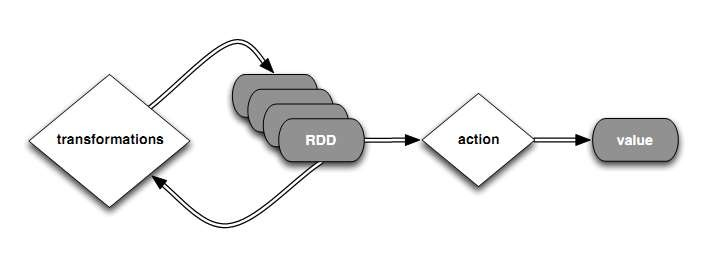 transformations
RDD
action
value